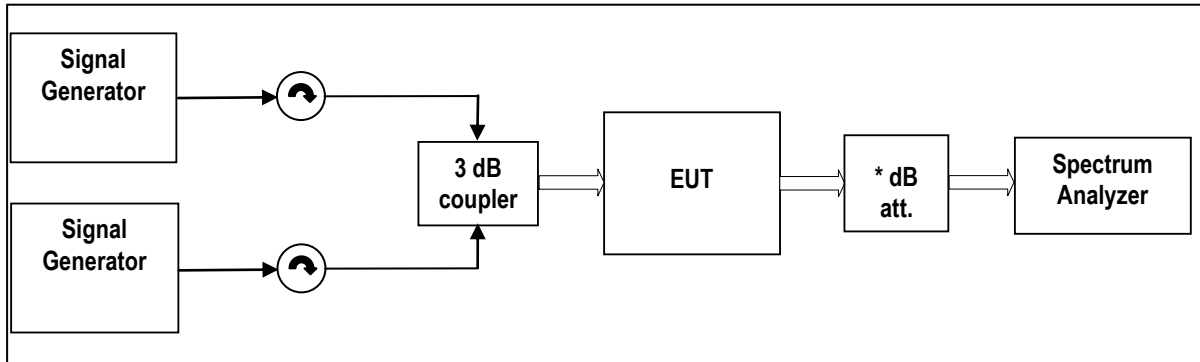 Signal
Generator
3 dB
coupler
EUT
* dB
att.
Spectrum
Analyzer
Signal
Generator